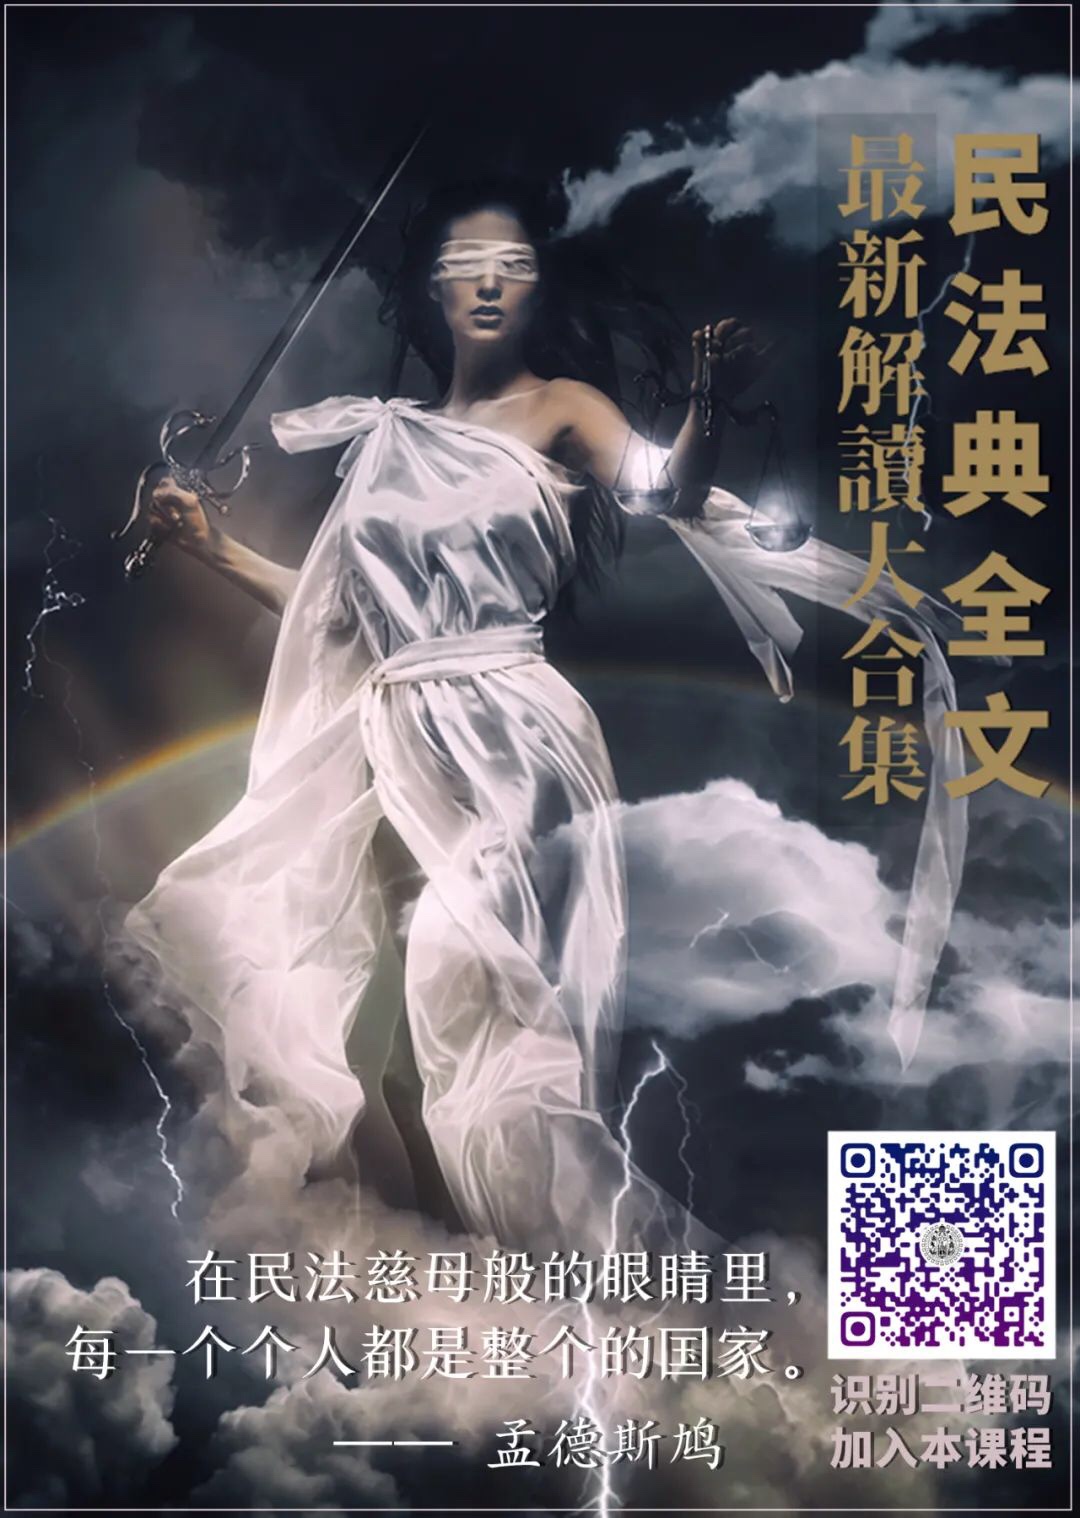 民法典全文
最新解讀大合集
在民法慈母般的眼睛里，
每一个个人都是整个的国家。
—— 孟德斯鸠
识别二维码
加入本课程